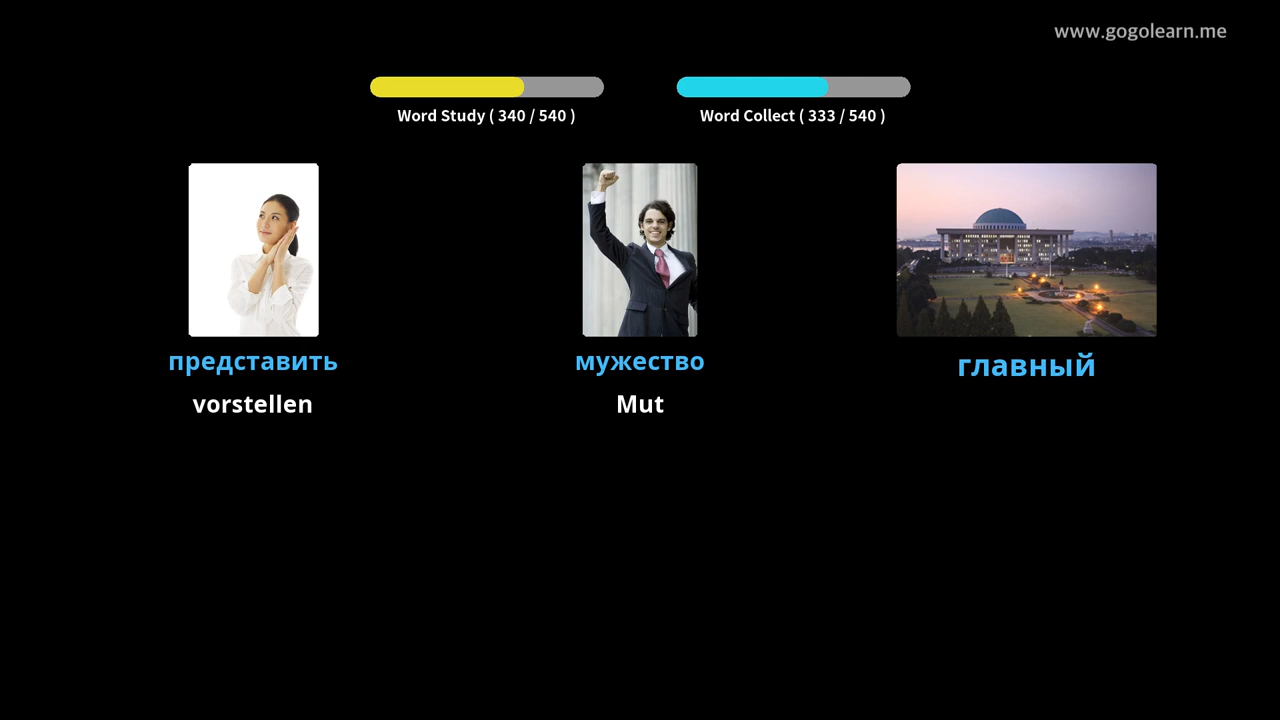 www.gogolearn.me
Word Study ( 340 / 540 )
Word Collect ( 333 / 540 )
представить
мужество
главный
vorstellen
Mut